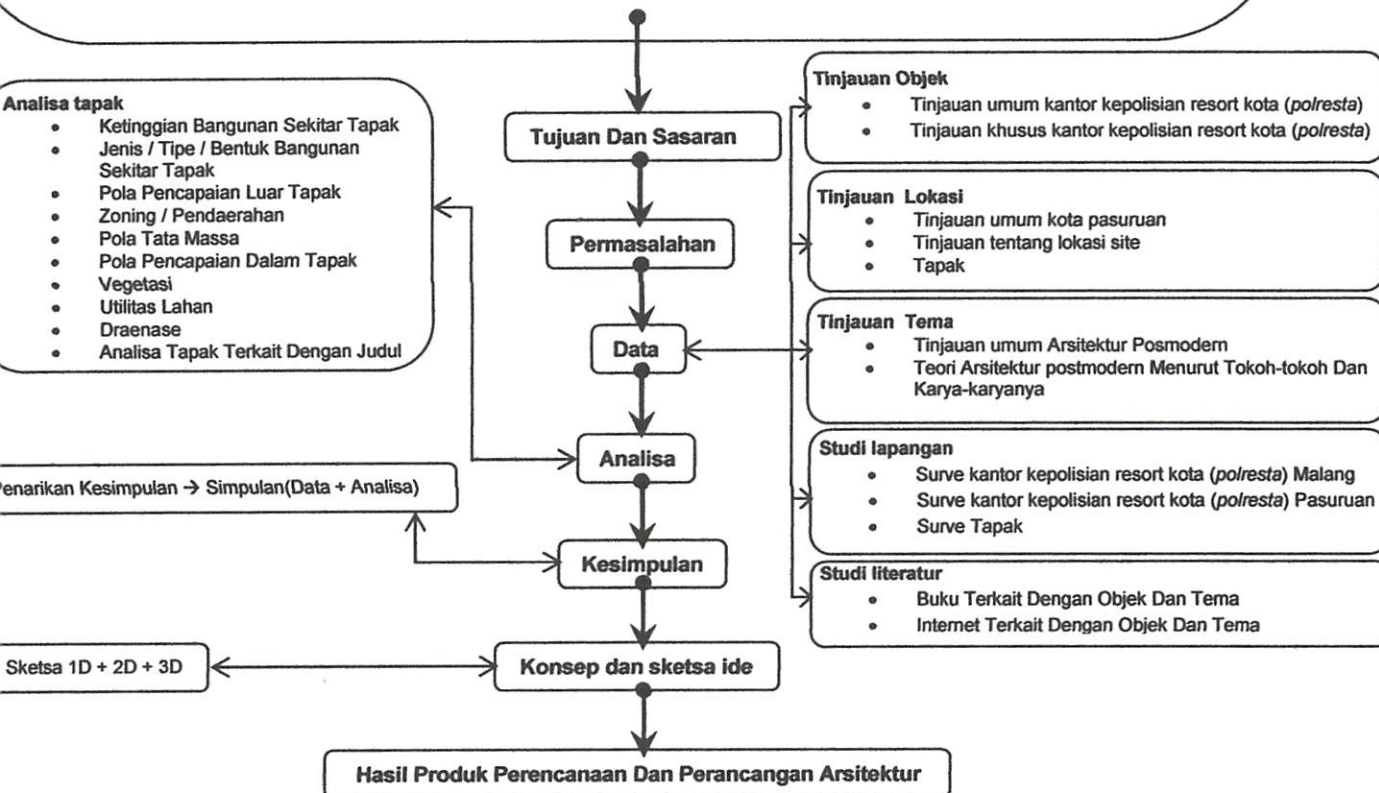 Analisa tapak
• Ketinggian Bangunan Sekitar Tapak
• Jenis / Tipe / Bentuk Bangunan
Sekitar Tapak
• Pola Pencapaian Luar Tapak
• Zoning / Pendaerahan
• Pola Tata Massa
• Pola Pencapaian Dalam Tapak
• Vegetasi
• Utilitas Lahan
• Draenase
• Analisa Tapak Terkait Dengan Judul
enarikan Kesimpulan → Simpulan(Data + Analisa)
Sketsa 1D + 2D + 3D
Tujuan Dan Sasaran
Permasalahan
Data
Analisa
Kesimpulan
Konsep dan sketsa ide
Hasil Produk Perencanaan Dan Perancangan Arsitektur
Tinjauan Objek
• Tinjauan umum kantor kepolisian resort kota (polresta)
• Tinjauan khusus kantor kepolisian resort kota (polresta)
Tinjauan Lokasi
• Tinjauan umum kota pasuruan
• Tinjauan tentang lokasi site
• Tapak
Tinjauan Tema
• Tinjauan umum Arsitektur Posmodern
• Teori Arsitektur postmodern Menurut Tokoh-tokoh Dan
Karya-karyanya
Studi lapangan
• Surve kantor kepolisian resort kota (polresta) Malang
• Surve kantor kepolisian resort kota (polresta) Pasuruan
• Surve Tapak
Studi literatur
• Buku Terkait Dengan Objek Dan Tema
• Internet Terkait Dengan Objek Dan Tema